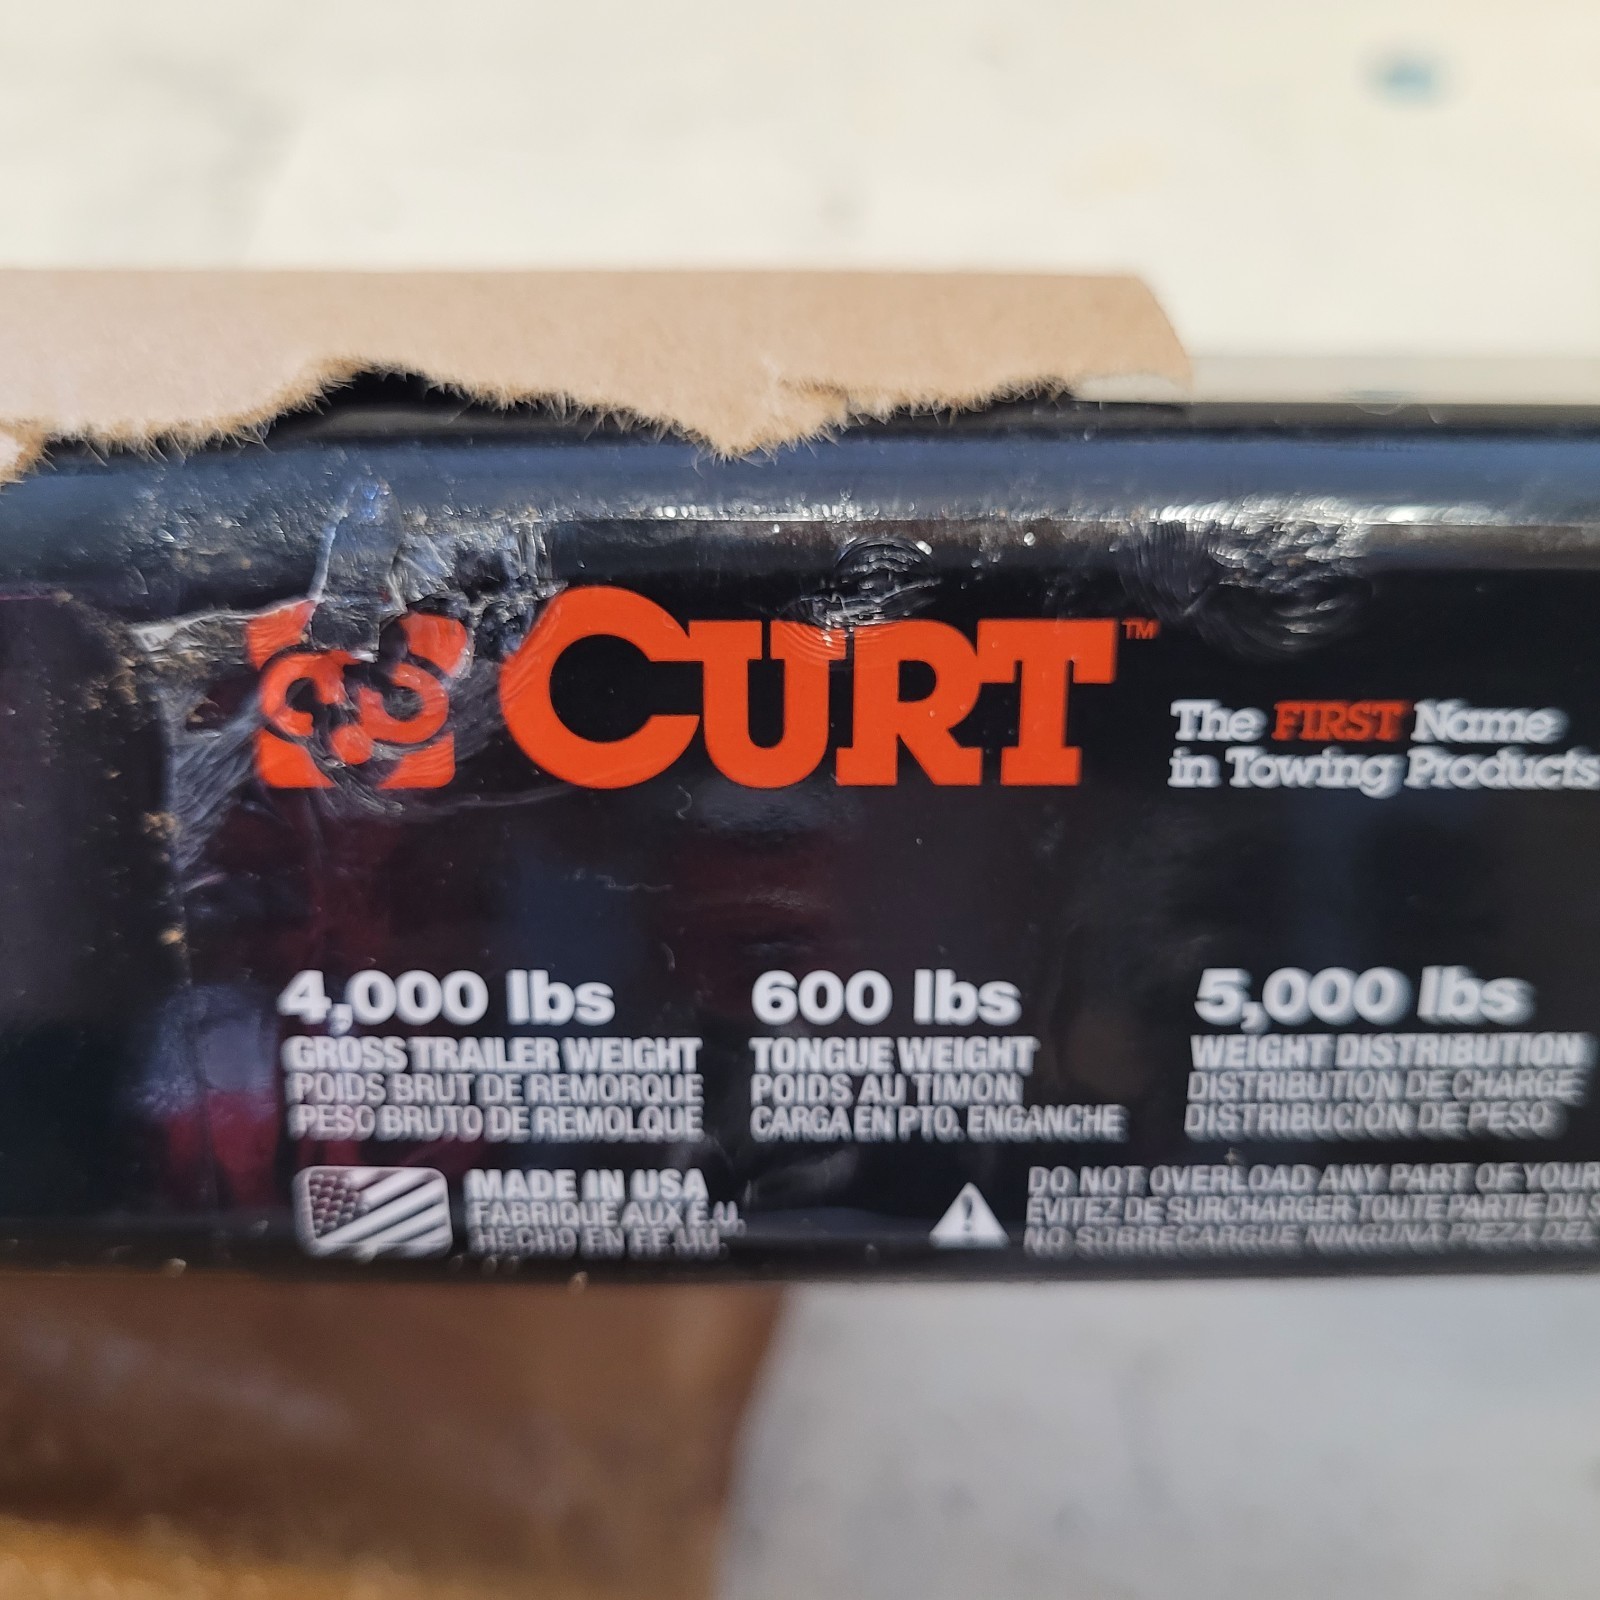 CURT™
The FIRST Name
in Towing Products
4,000 lbs
GROSS TRAILER WEIGHT
POIDS BRUT DE REMORQUE
PESO BRUTO DE REMOLQUE
600 lbs
TONGUE WEIGHT
POIDS AU TIMON
CARGA EN PTO. ENGANCHE
5,000 lbs
WEIGHT DISTRIBUTION
DISTRIBUTION DE CHARGE
DISTRIBUCIÓN DE PESO
MADE IN USA
FABRIQUE AUX E.U.
HECHO EN EE.UU.
DO NOT OVERLOAD ANY PART OF YOUR
ÉVITEZ DE SURCHARGER TOUTE PARTIE DU
NO SOBRECARGUE NINGUNA PIEZA DEL